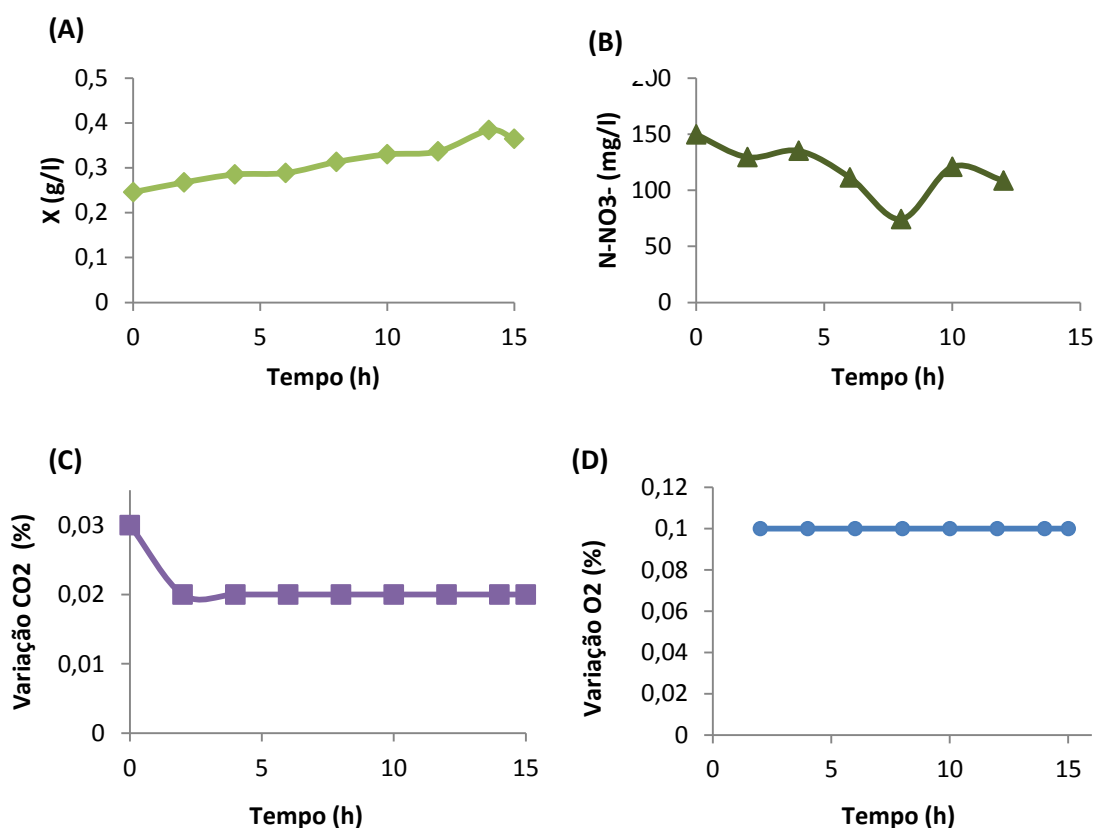 (A)
X (g/l)
0,5
0,4
0,3
0,2
0,1
0
0 5 10 15
Tempo (h)
(B)
N-NO3- (mg/l)
200
150
100
50
0
0 5 10 15
Tempo (h)
(C)
Variação CO2 (%)
0,03
0,02
0,01
0
0 5 10 15
Tempo (h)
(D)
Variação O2 (%)
0,12
0,1
0,08
0,06
0,04
0,02
0
0 5 10 15
Tempo (h)